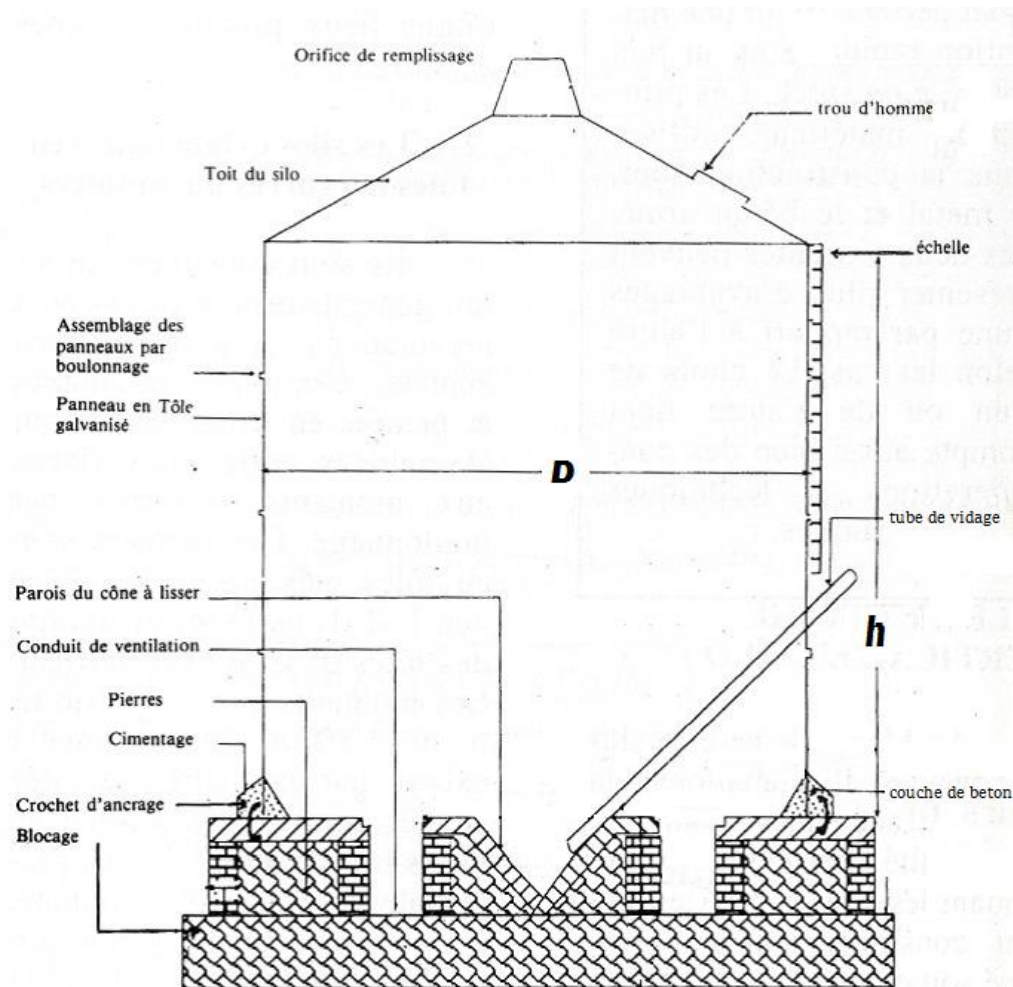 Orifice de remplissage
trou d'homme
Toit du silo
échelle
Assemblage des
panneaux par
boulonnage
Panneau en Tôle
galvanisé
D
tube de vidage
Parois du cône à lisser
h
Conduit de ventilation
Pierres
Cimentage
Crochet d'ancrage
couche de beton
Blocage